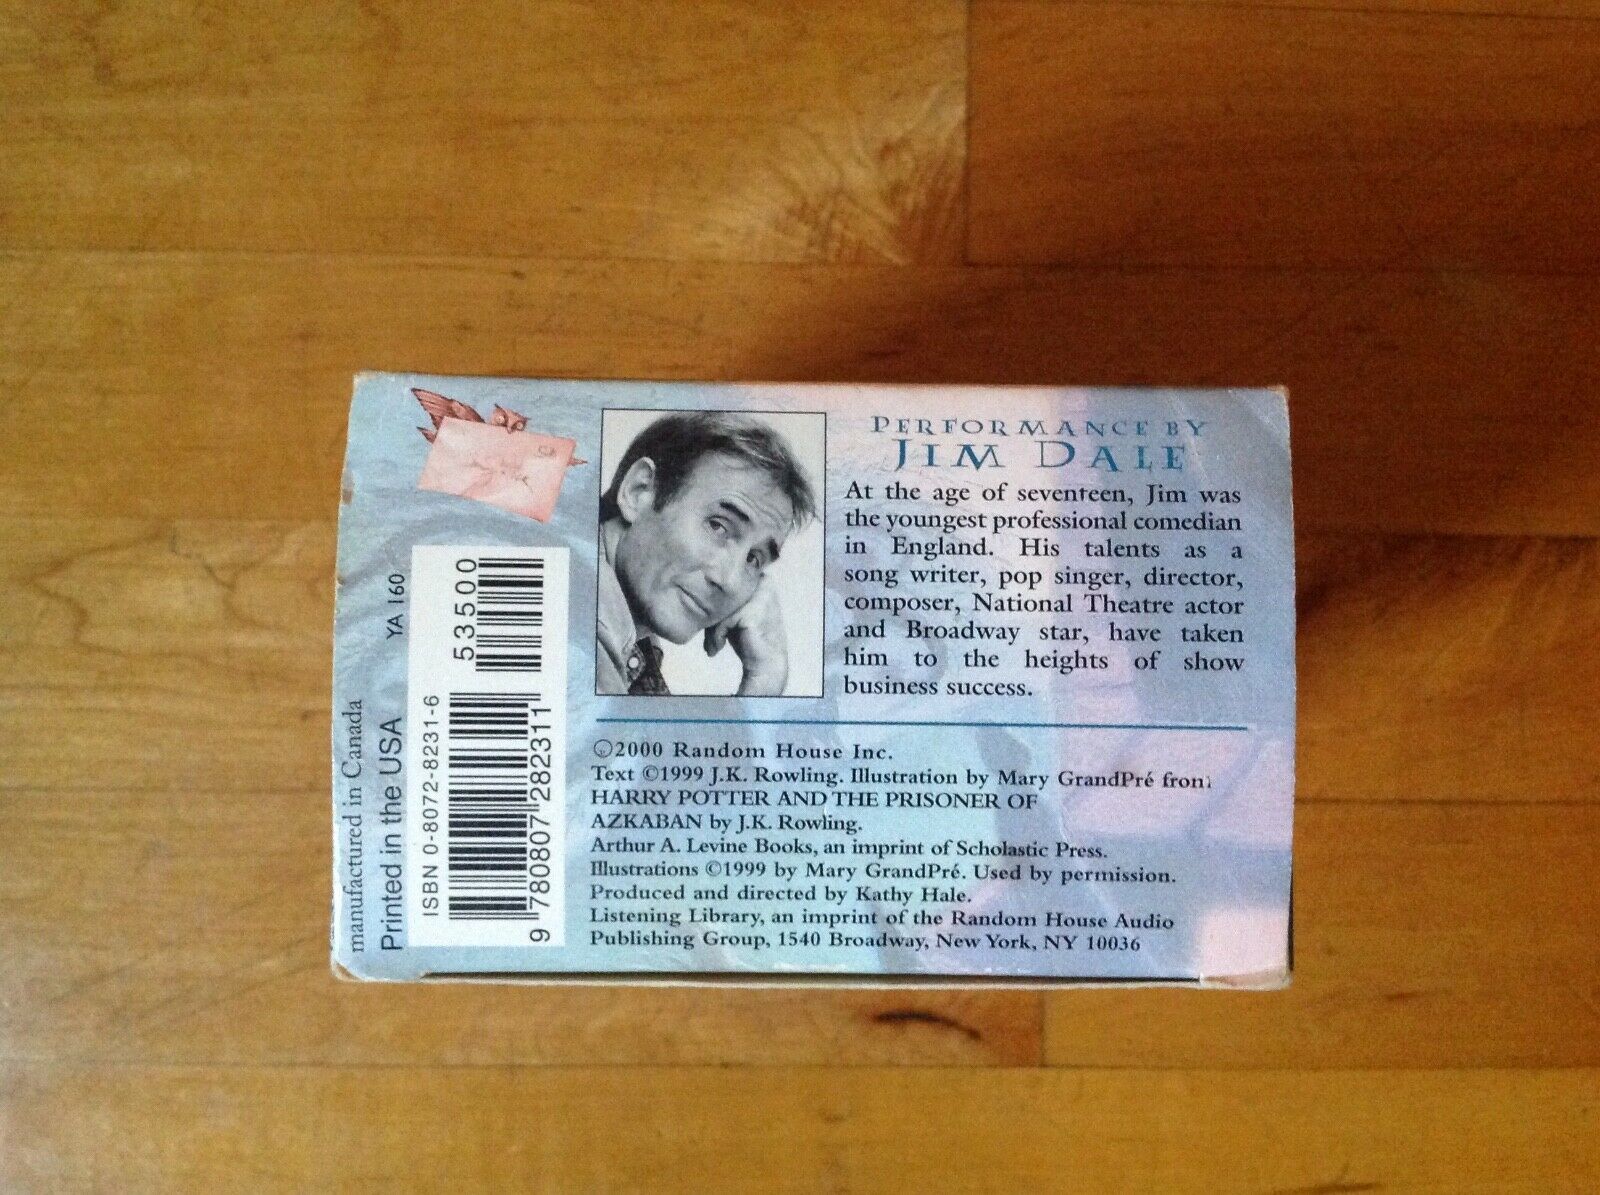 manufactured in Canada
Printed in the USA
YA 160
ISBN 0-8072-8231-6
53500
9 780807 282311
PERFORMANCE BY
JIM DALE
At the age of seventeen, Jim was
the youngest professional comedian
in England. His talents as a
song writer, pop singer, director,
composer, National Theatre actor
and Broadway star, have taken
him to the heights of show
business success.
℗2000 Random House Inc.
Text ©1999 J.K. Rowling. Illustration by Mary GrandPré from
HARRY POTTER AND THE PRISONER OF
AZKABAN by J.K. Rowling.
Arthur A. Levine Books, an imprint of Scholastic Press.
Illustrations ©1999 by Mary GrandPré. Used by permission.
Produced and directed by Kathy Hale.
Listening Library, an imprint of the Random House Audio
Publishing Group, 1540 Broadway, New York, NY 10036